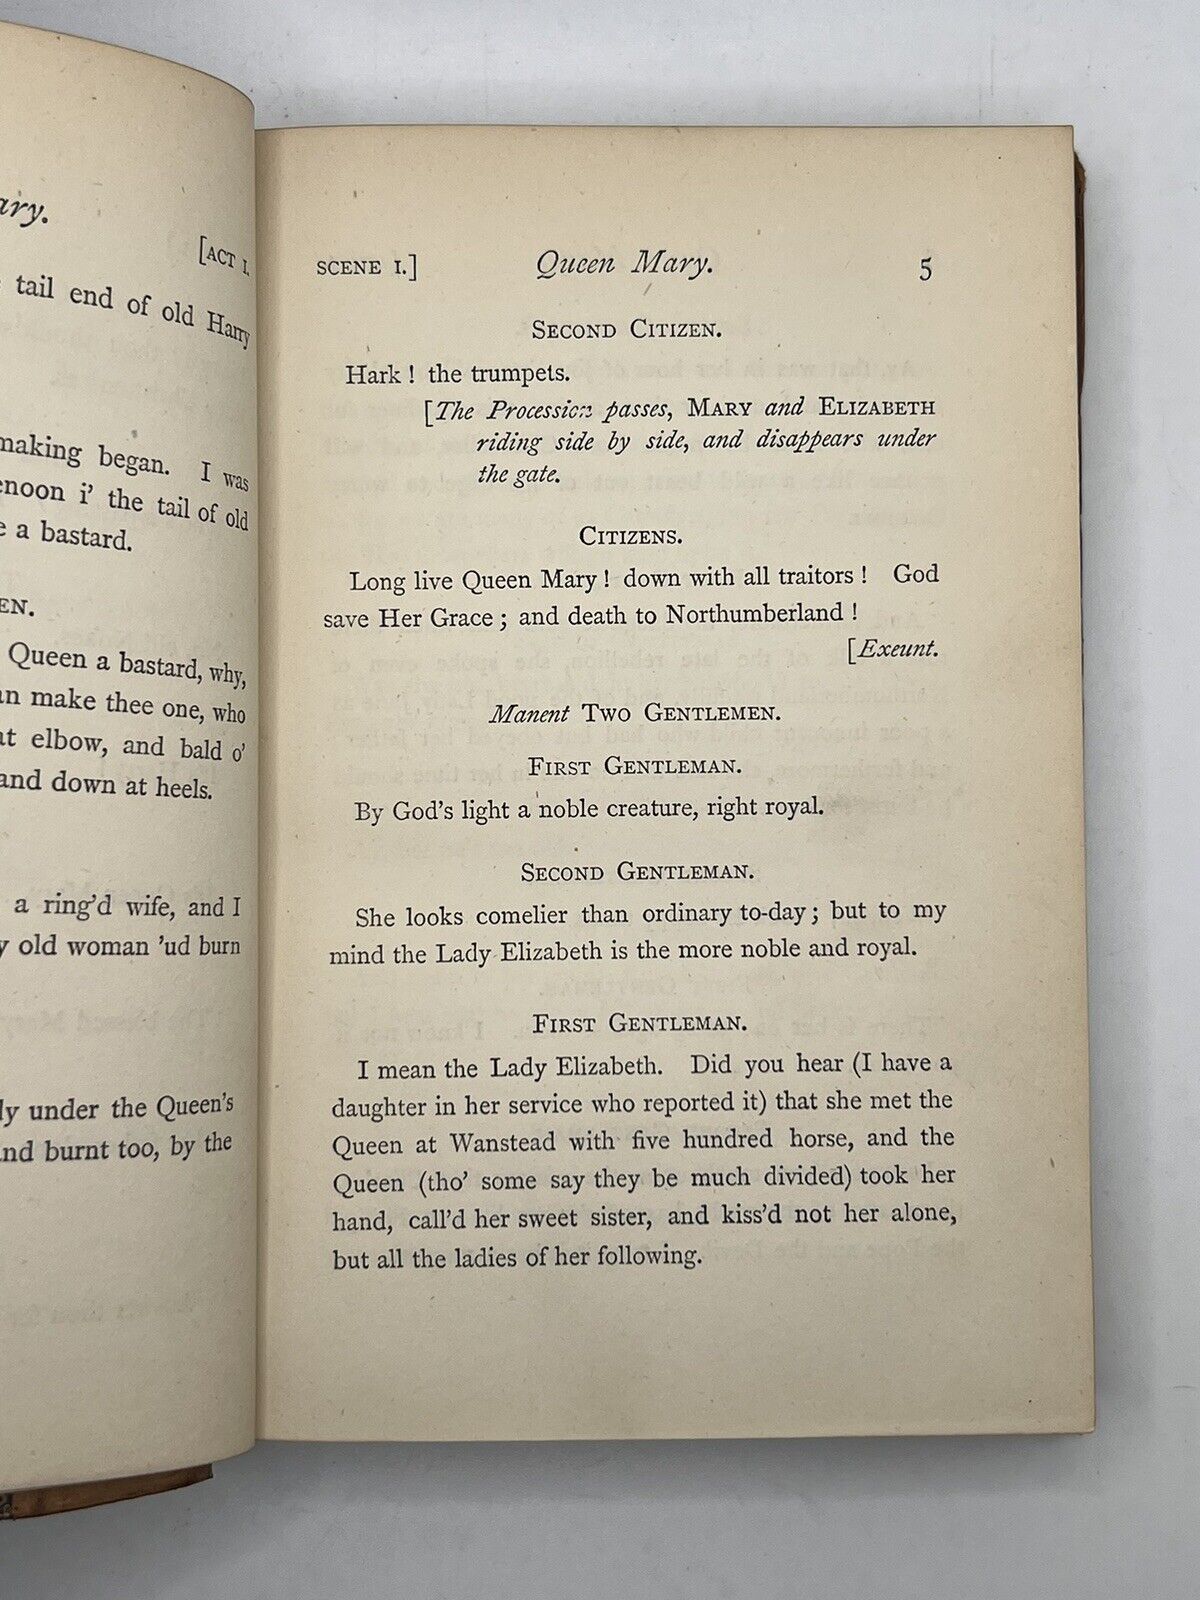 ary.
[ACT I.
tail end of old Harry
making began. I was
enoon i' the tail of old
e a bastard.
EN.
Queen a bastard, why,
an make thee one, who
at elbow, and bald o'
and down at heels.
a ring'd wife, and I
y old woman 'ud burn
ly under the Queen's
and burnt too, by the
SCENE I.] Queen Mary. 5
SECOND CITIZEN.
Hark! the trumpets.
[The Procession passes, MARY and ELIZABETH
riding side by side, and disappears under
the gate.
CITIZENS.
Long live Queen Mary! down with all traitors! God
save Her Grace; and death to Northumberland!
[Exeunt.
Manent TWO GENTLEMEN.
FIRST GENTLEMAN.
By God's light a noble creature, right royal.
SECOND GENTLEMAN.
She looks comelier than ordinary to-day; but to my
mind the Lady Elizabeth is the more noble and royal.
FIRST GENTLEMAN.
I mean the Lady Elizabeth. Did you hear (I have a
daughter in her service who reported it) that she met the
Queen at Wanstead with five hundred horse, and the
Queen (tho' some say they be much divided) took her
hand, call'd her sweet sister, and kiss'd not her alone,
but all the ladies of her following.